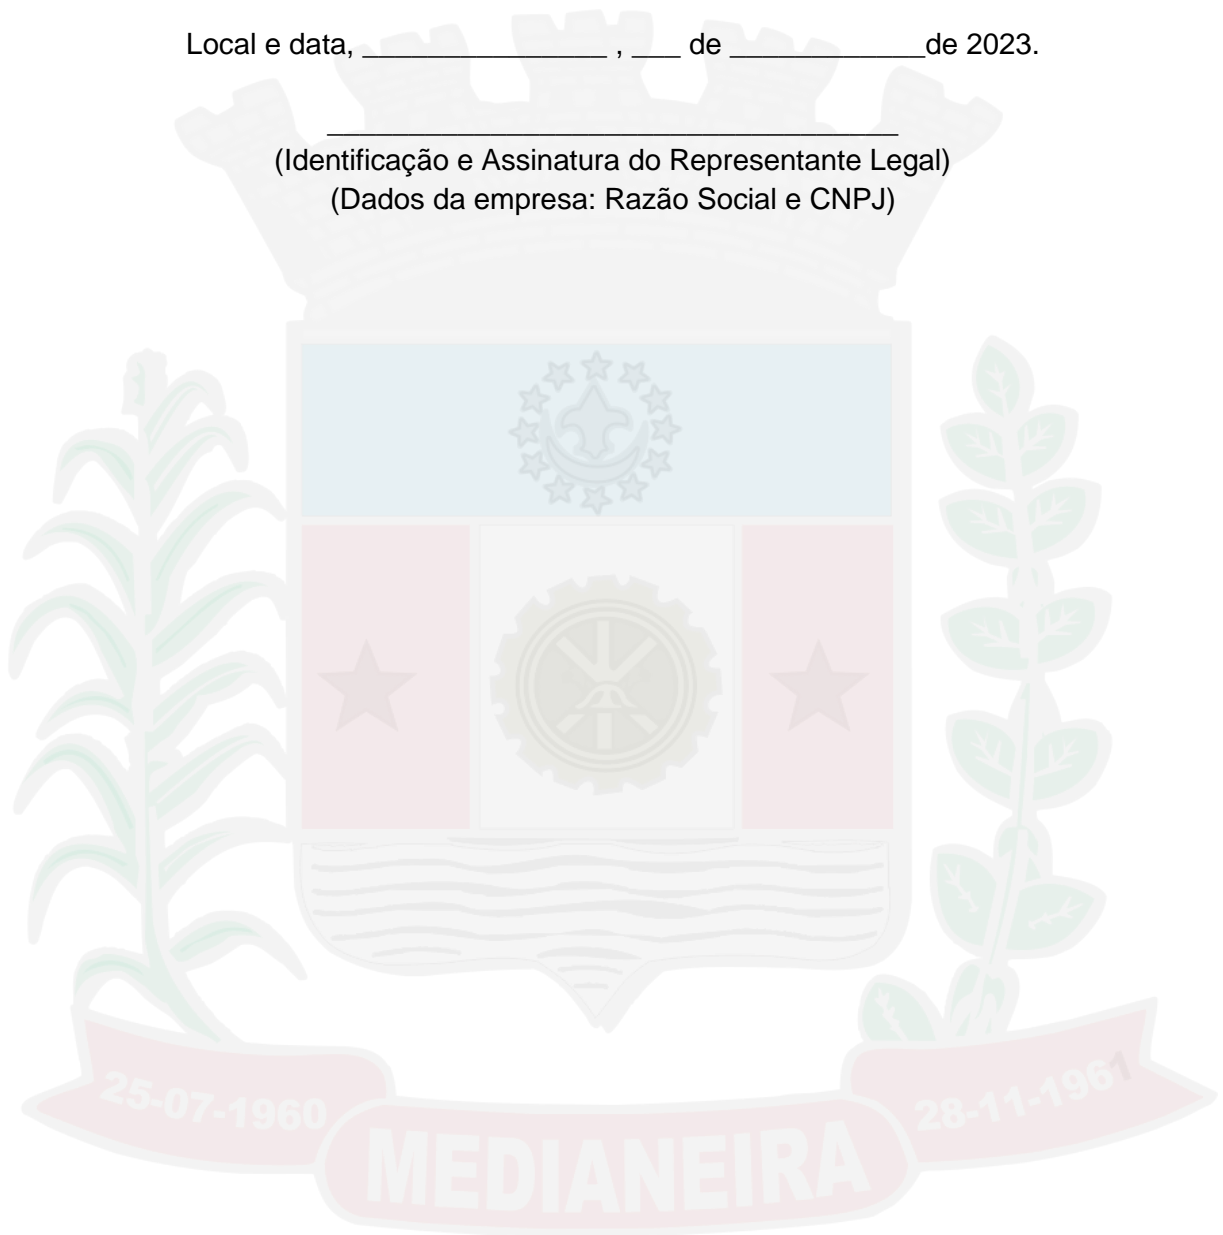 Local e data, _______________ , ___ de ____________de 2023.
___________________________________
(Identificação e Assinatura do Representante Legal)
(Dados da empresa: Razão Social e CNPJ)
25-07-1960
28-11-1961
MEDIANEIRA